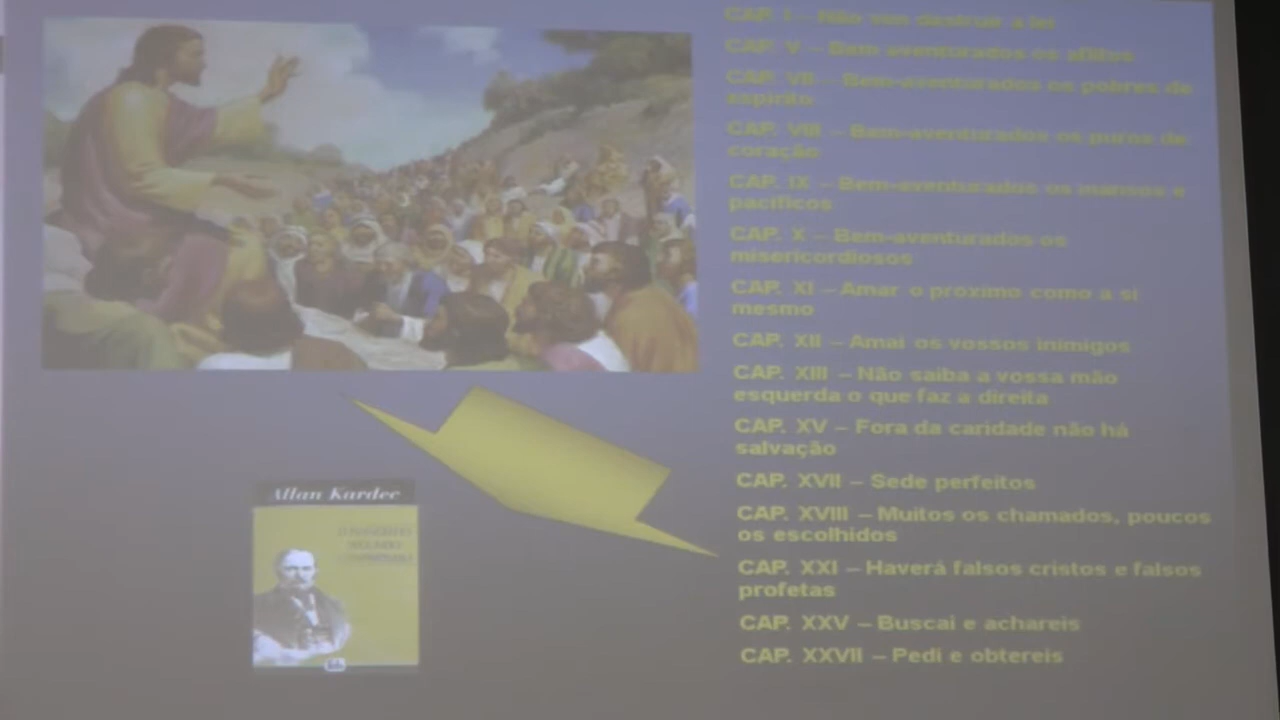 CAP. I – Não vim destruir a lei
CAP. V – Bem-aventurados os aflitos
CAP. VII – Bem-aventurados os pobres de
espírito
CAP. VIII – Bem-aventurados os puros de
coração
CAP. IX – Bem-aventurados os mansos e
pacíficos
CAP. X – Bem-aventurados os
misericordiosos
CAP. XI – Amar o próximo como a si
mesmo
CAP. XII – Amai os vossos inimigos
CAP. XIII – Não saiba a vossa mão
esquerda o que faz a direita
CAP. XV – Fora da caridade não há
salvação
CAP. XVII – Sede perfeitos
CAP. XVIII – Muitos os chamados, poucos
os escolhidos
CAP. XXI – Haverá falsos cristos e falsos
profetas
CAP. XXV – Buscai e achareis
CAP. XXVII – Pedi e obtereis
Allan Kardec